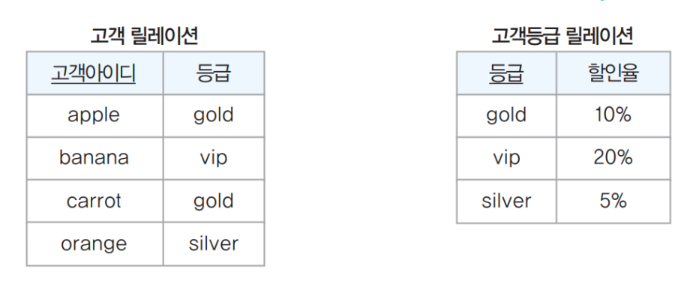 고객 릴레이션
고객아이디 등급
apple gold
banana vip
carrot gold
orange silver
고객등급 릴레이션
등급 할인율
gold 10%
vip 20%
silver 5%